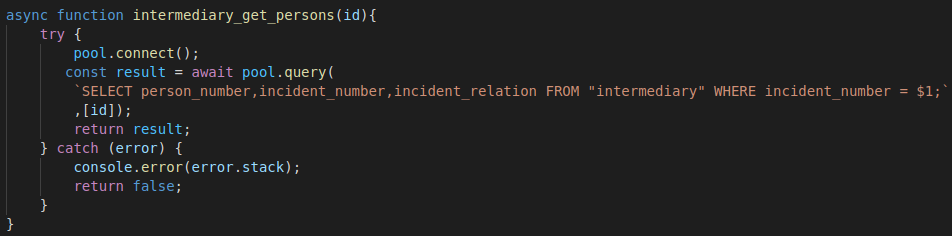 async function intermediary_get_persons(id){
    try {
        pool.connect();
       const result = await pool.query(
        `SELECT person_number,incident_number,incident_relation FROM "intermediary" WHERE incident_number = $1;`
        ,[id]);
        return result;
    } catch (error) {
        console.error(error.stack);
        return false;
    }
}